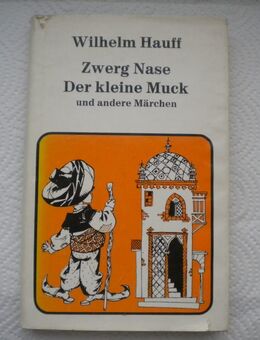 Wilhelm Hauff
Zwerg Nase
Der kleine Muck
und andere Märchen